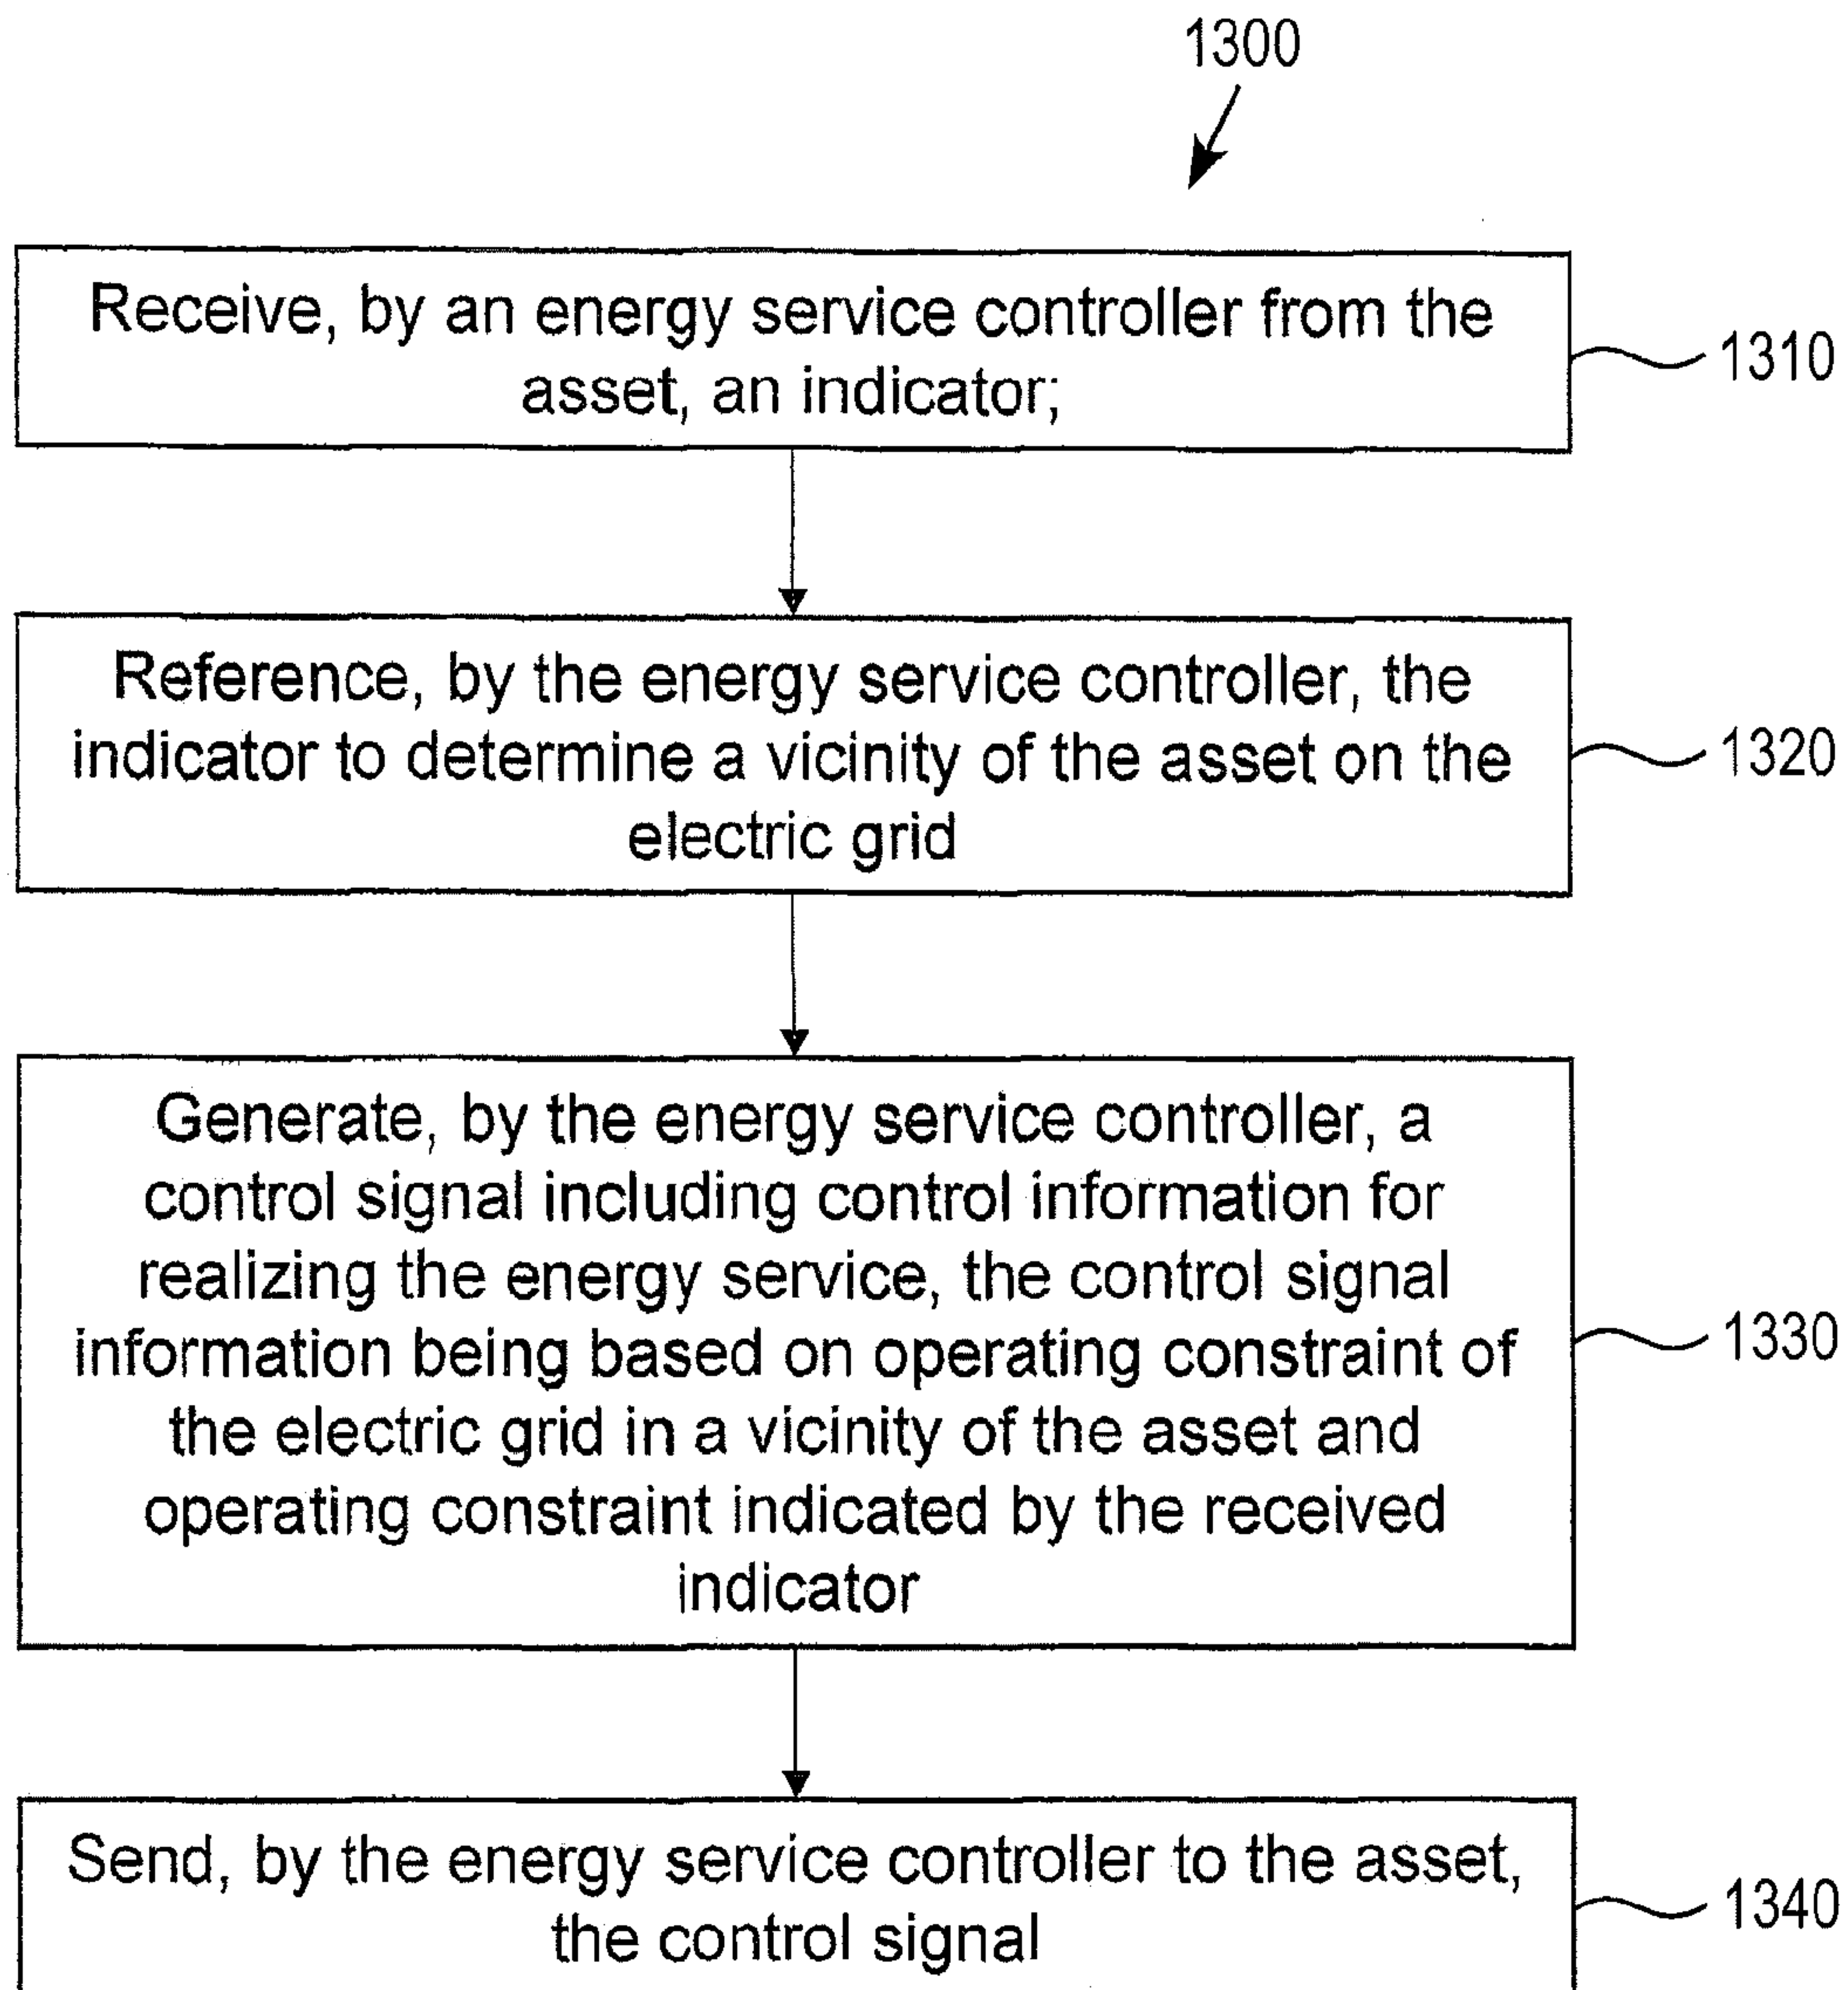 1300
Receive, by an energy service controller from the
asset, an indicator;
1310
Reference, by the energy service controller, the
indicator to determine a vicinity of the asset on the
electric grid
1320
Generate, by the energy service controller, a
control signal including control information for
realizing the energy service, the control signal
information being based on operating constraint of
the electric grid in a vicinity of the asset and
operating constraint indicated by the received
indicator
1330
Send, by the energy service controller to the asset,
the control signal
1340